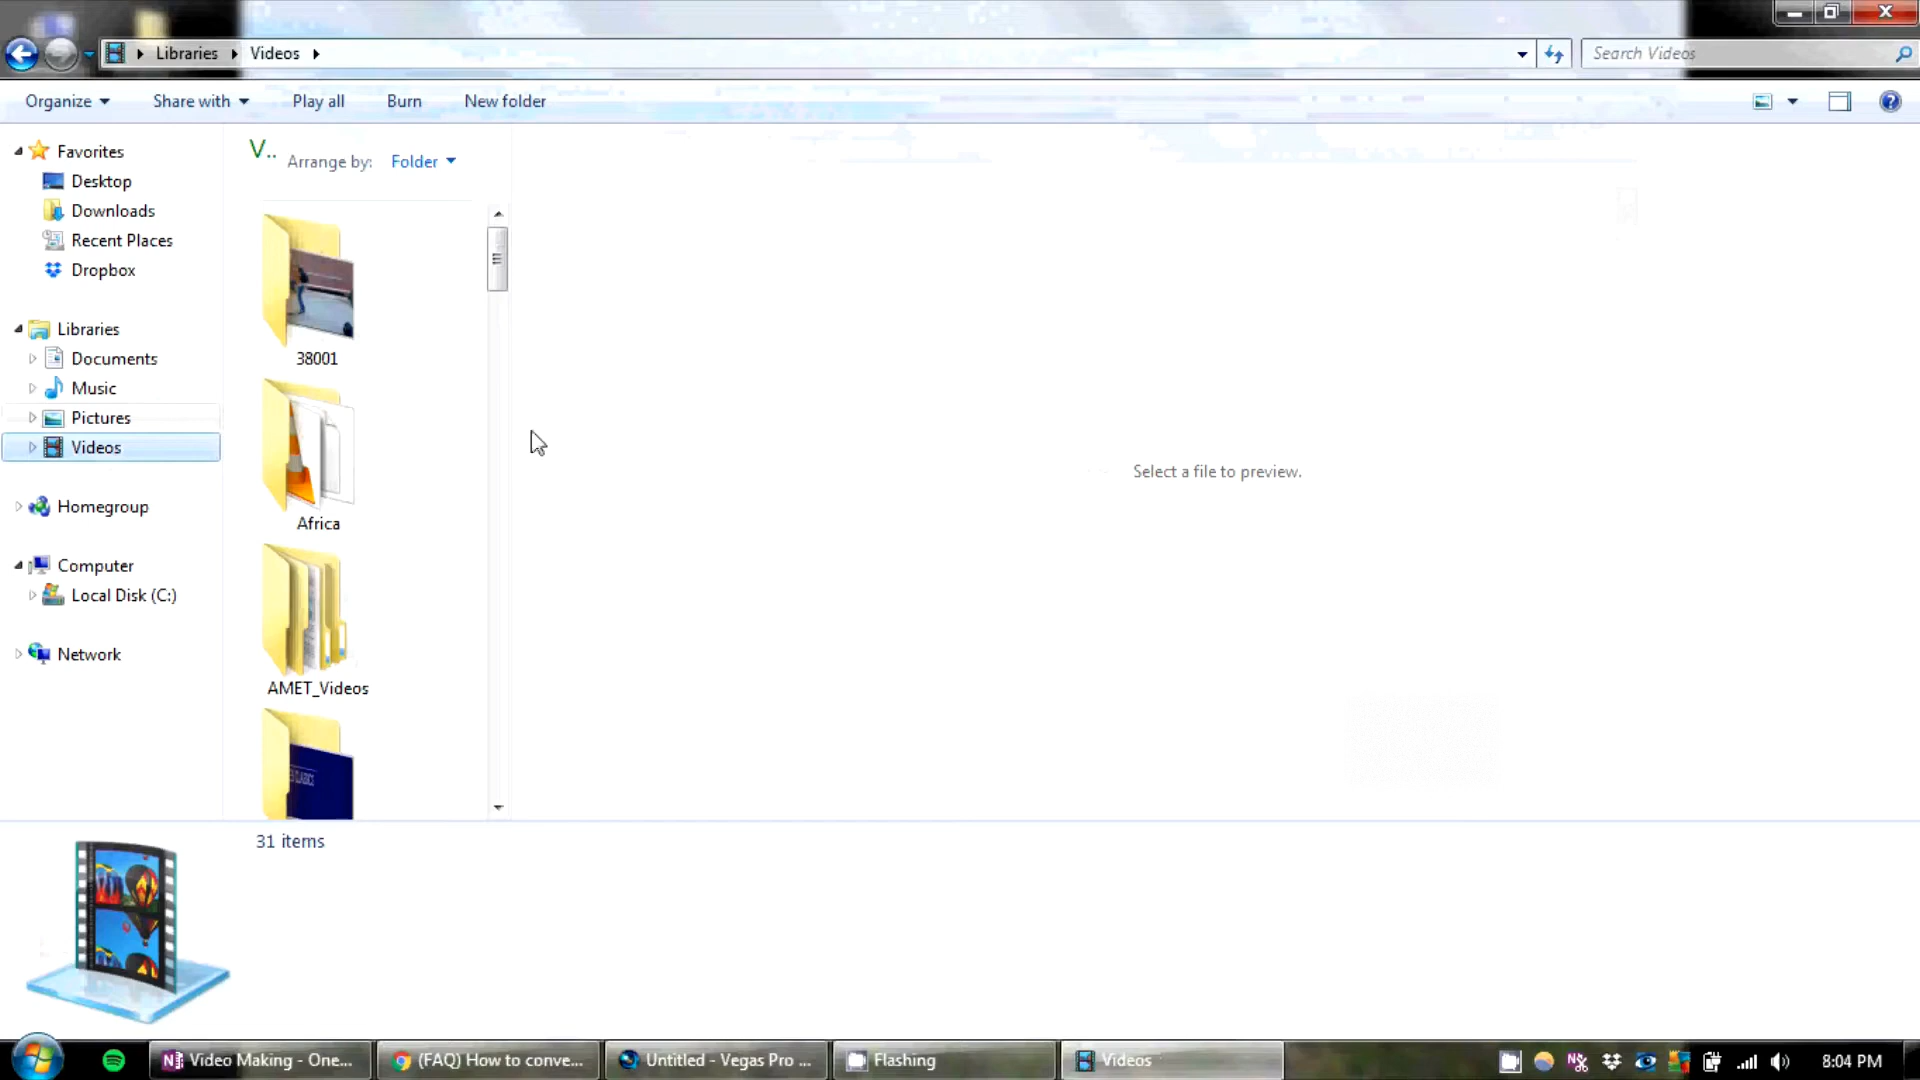 Libraries Videos
Search Videos
Organize Share with Play all Burn New folder
Favorites
Desktop
Downloads
Recent Places
Dropbox
Libraries
Documents
Music
Pictures
Videos
Homegroup
Computer
Local Disk (C:)
Network
V..
Arrange by: Folder
38001
Africa
AMET_Videos
Select a file to preview.
31 items
Video Making - One...
(FAQ) How to conve...
Untitled - Vegas Pro ...
Flashing
Videos
8:04 PM